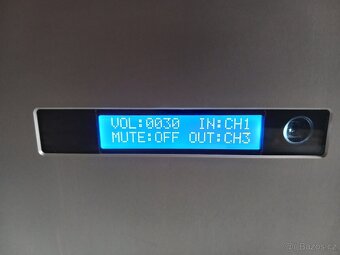 VOL:0030 IN:CH1
MUTE:OFF OUT:CH3
Bazos.cz